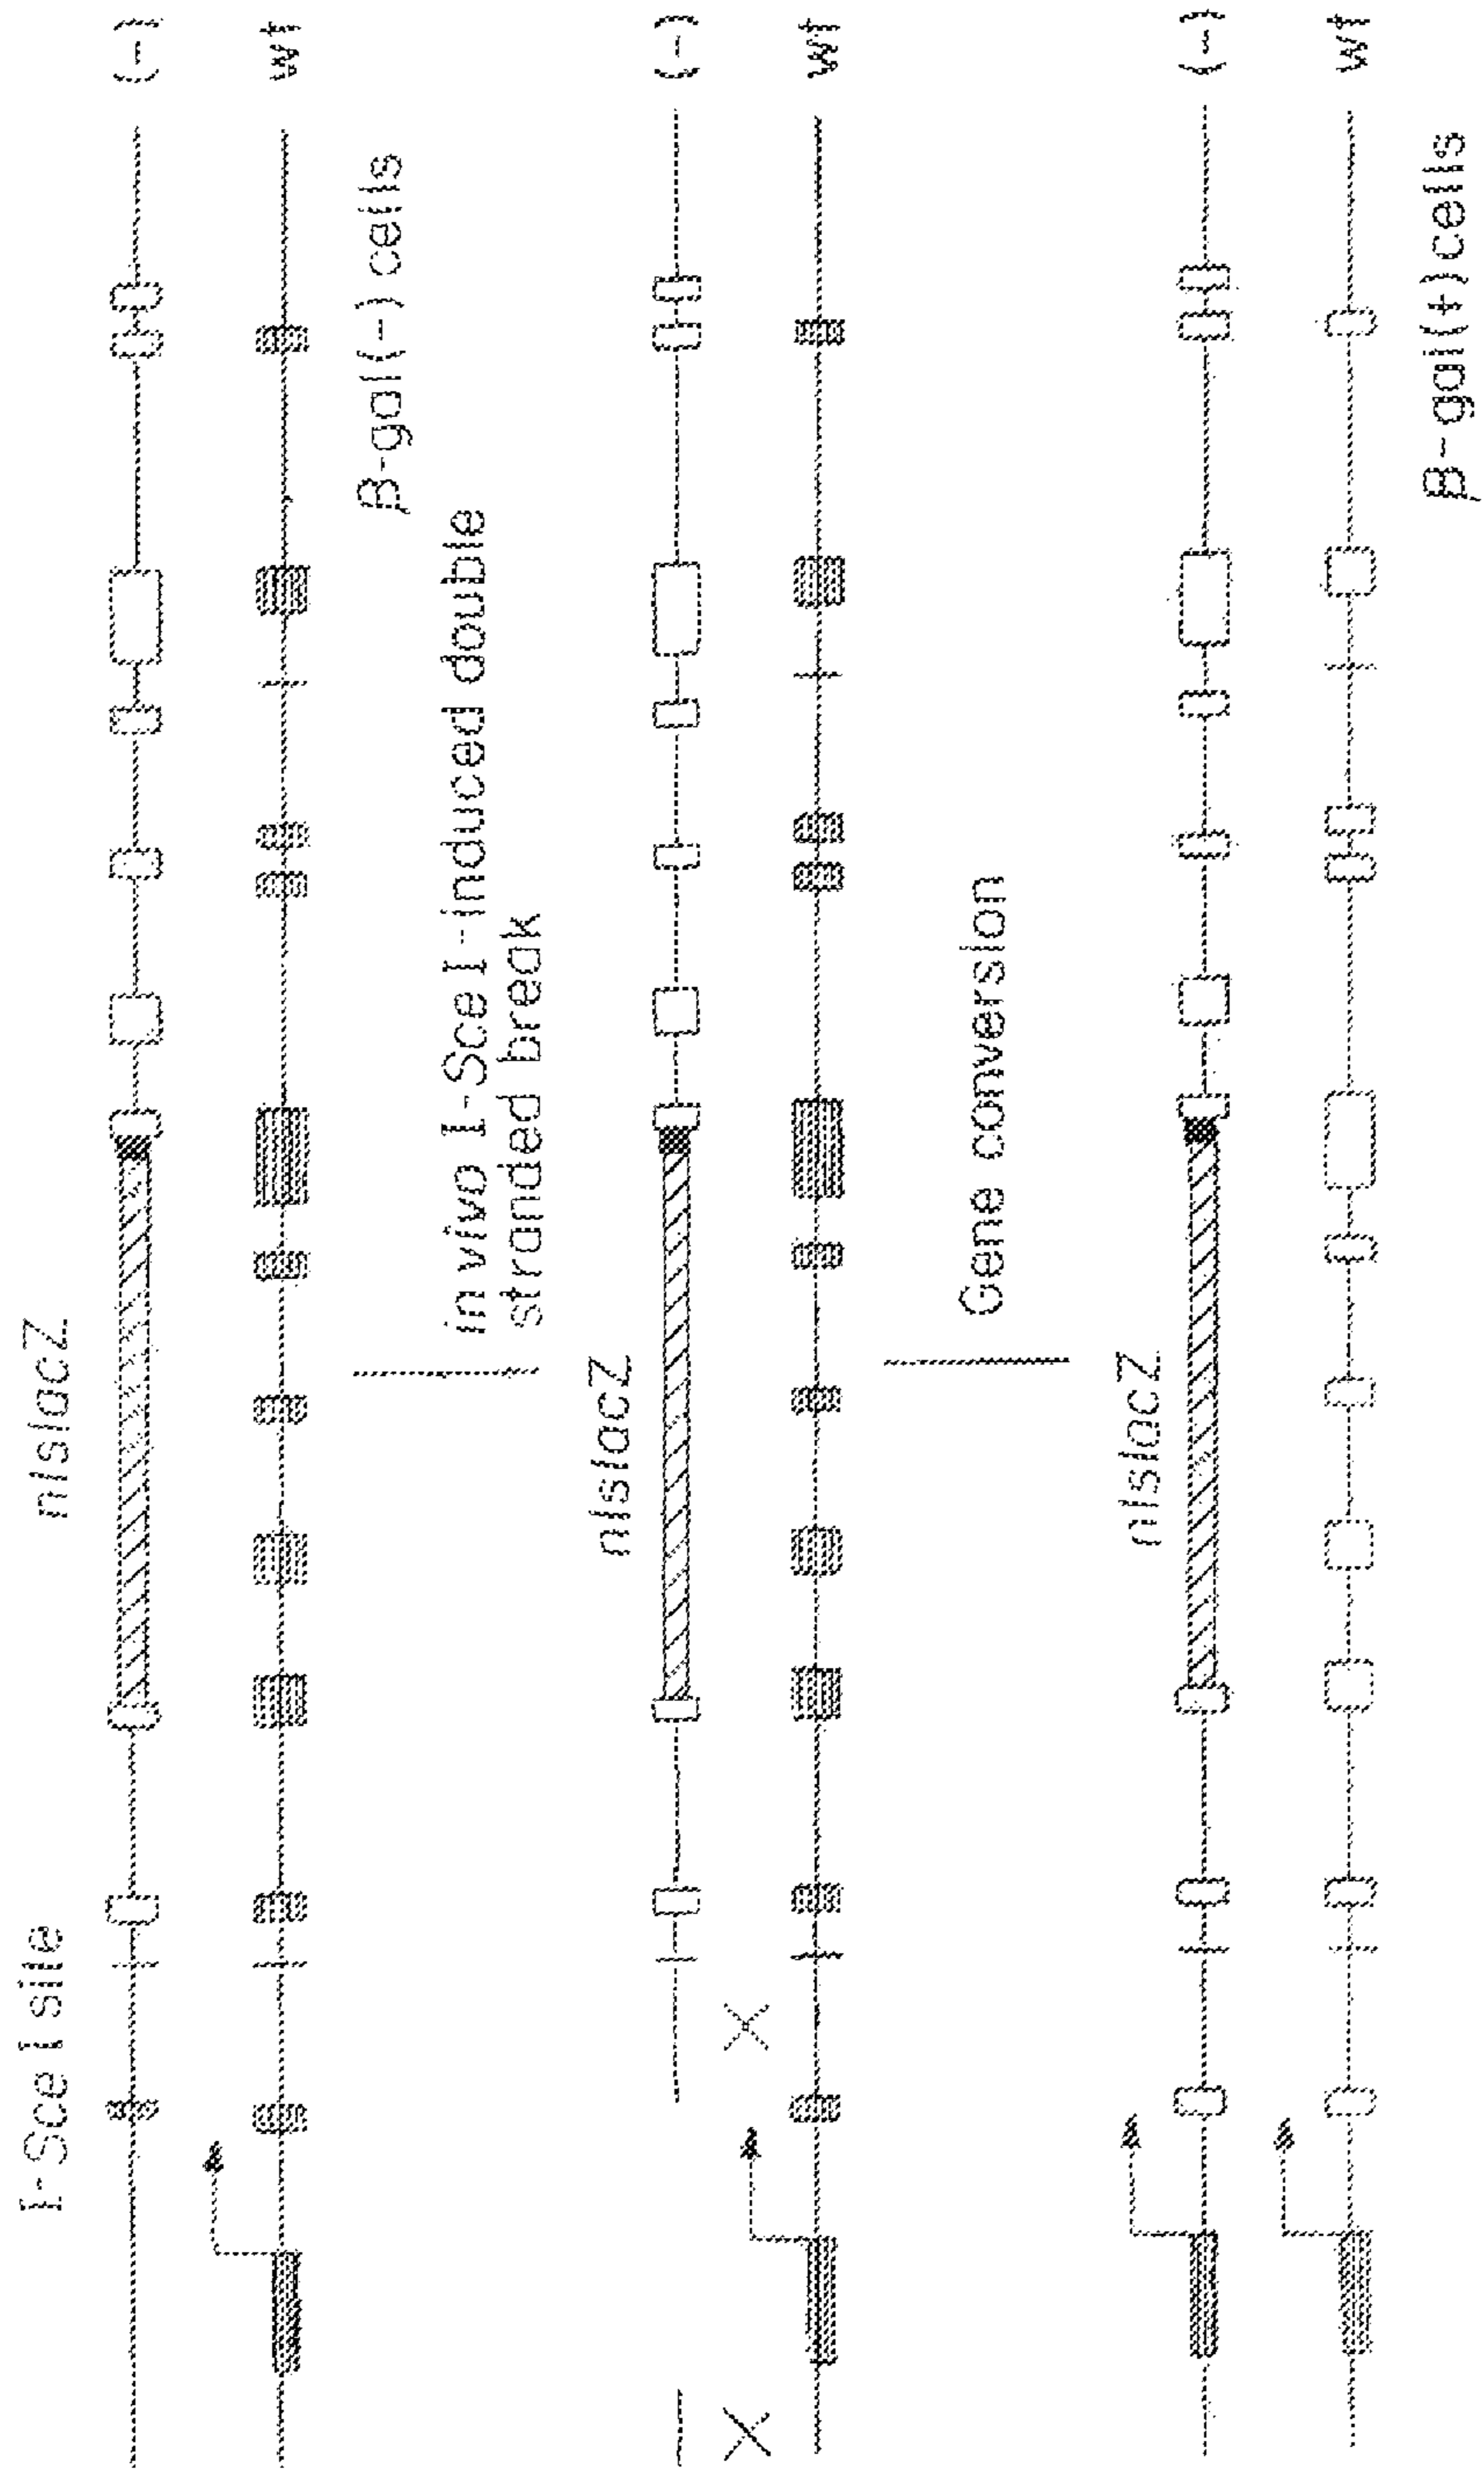 I-Sce I site
nlslacZ
(-)
wt
β-gal(-) cells
in vivo I-Sce I-induced double
stranded break
nlslacZ
(-)
wt
Gene conversion
nlslacZ
(-)
wt
β-gal(+) cells